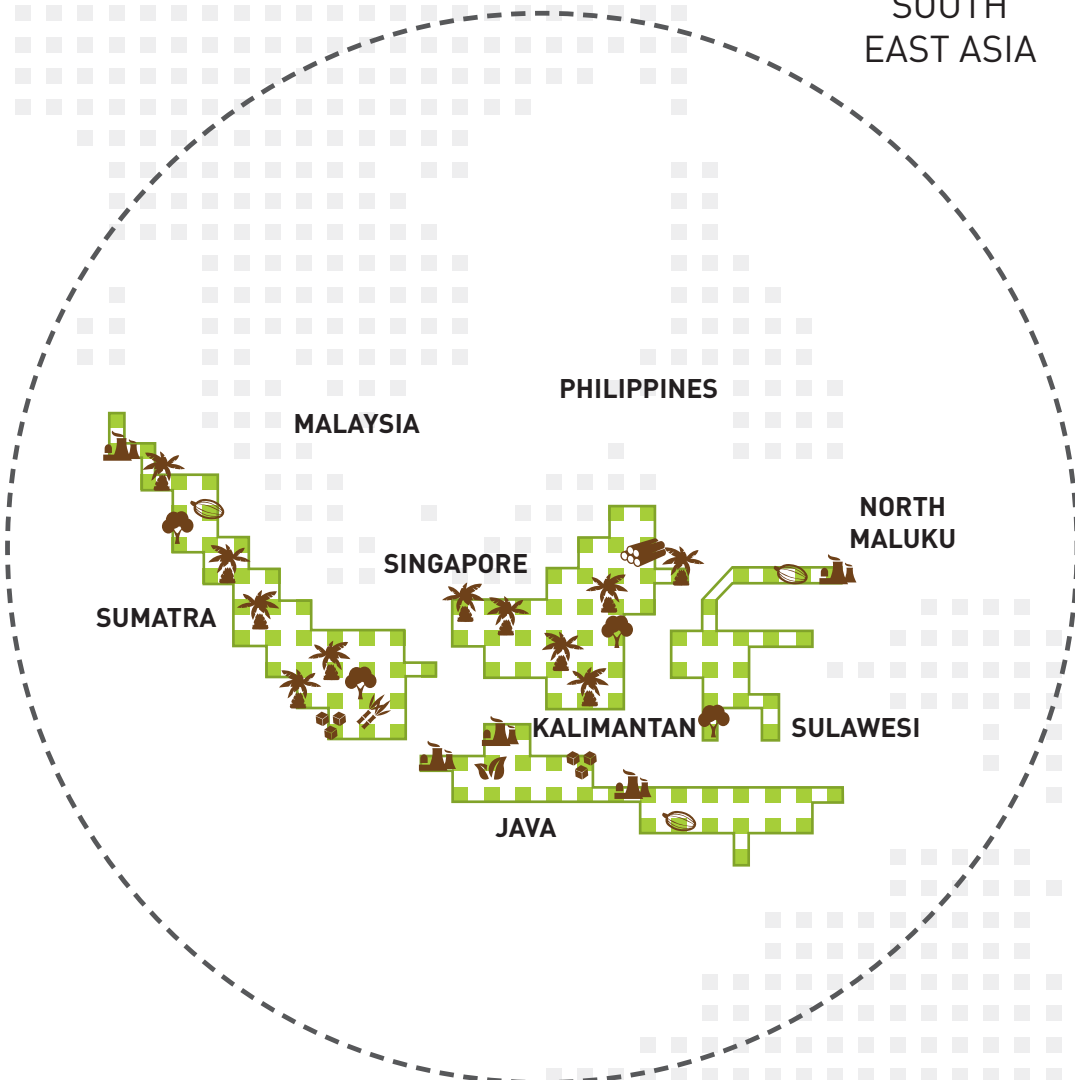 SOUTH
EAST ASIA
PHILIPPINES
MALAYSIA
NORTH
MALUKU
SINGAPORE
SUMATRA
KALIMANTAN
SULAWESI
JAVA